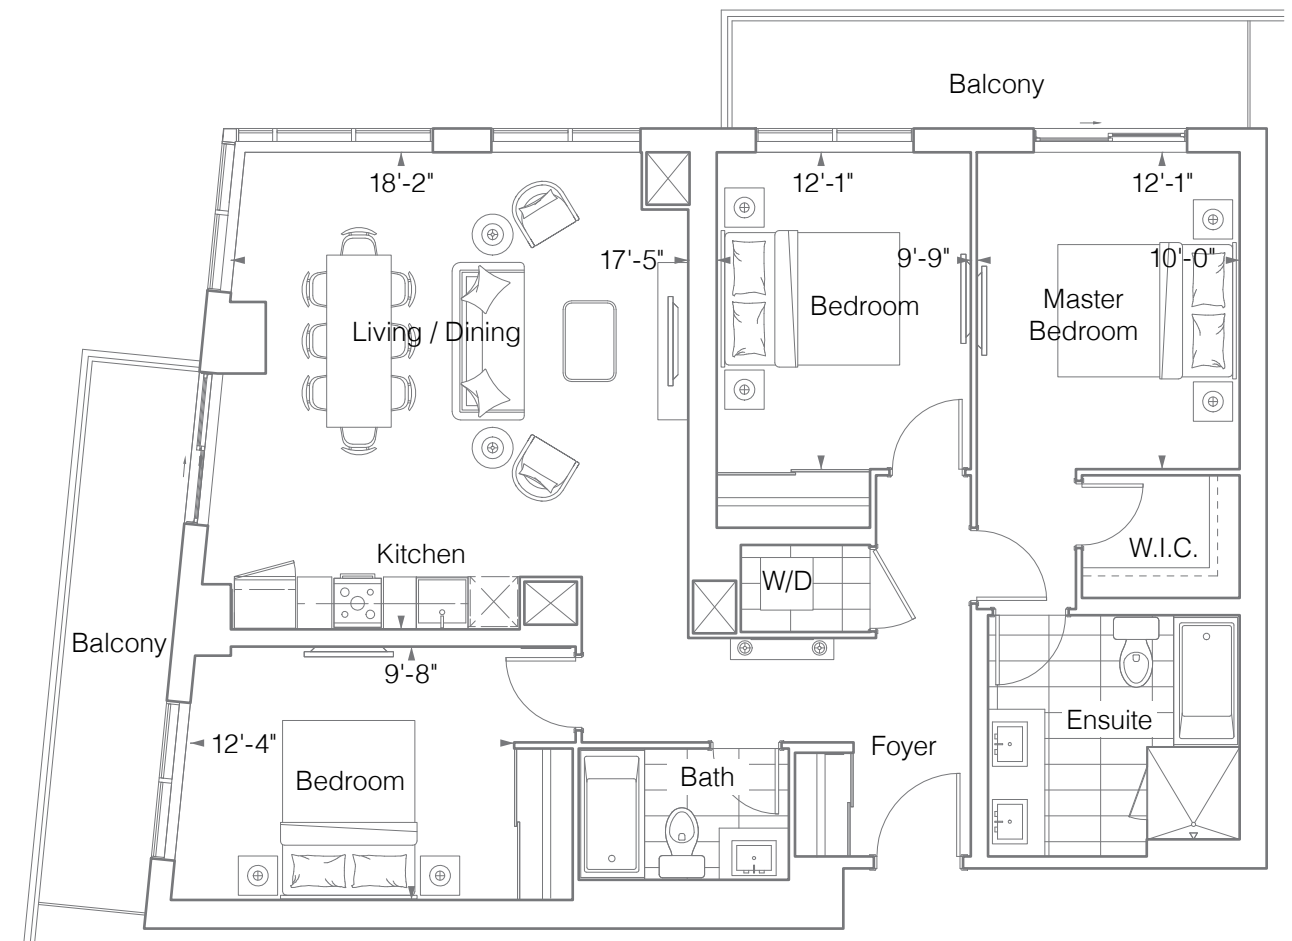 Balcony
18'-2"
12'-1"
12'-1"
17'-5"
9'-9"
10'-0"
Living / Dining
Bedroom
Master
Bedroom
Kitchen
W/D
W.I.C.
Balcony
9'-8"
12'-4"
Bedroom
Bath
Foyer
Ensuite